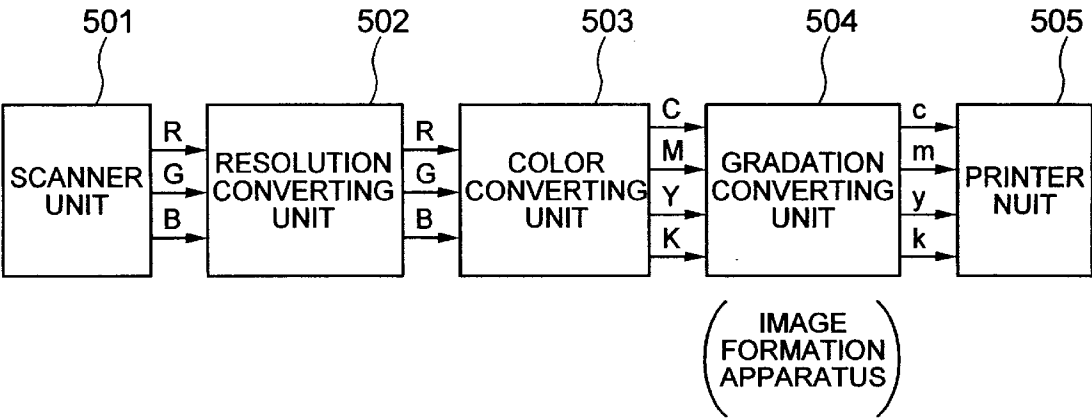 501
502
503
504
505
SCANNER
UNIT
R
G
B
RESOLUTION
CONVERTING
UNIT
R
G
B
COLOR
CONVERTING
UNIT
C
M
Y
K
GRADATION
CONVERTING
UNIT
c
m
y
k
PRINTER
NUIT
(IMAGE
FORMATION
APPARATUS)